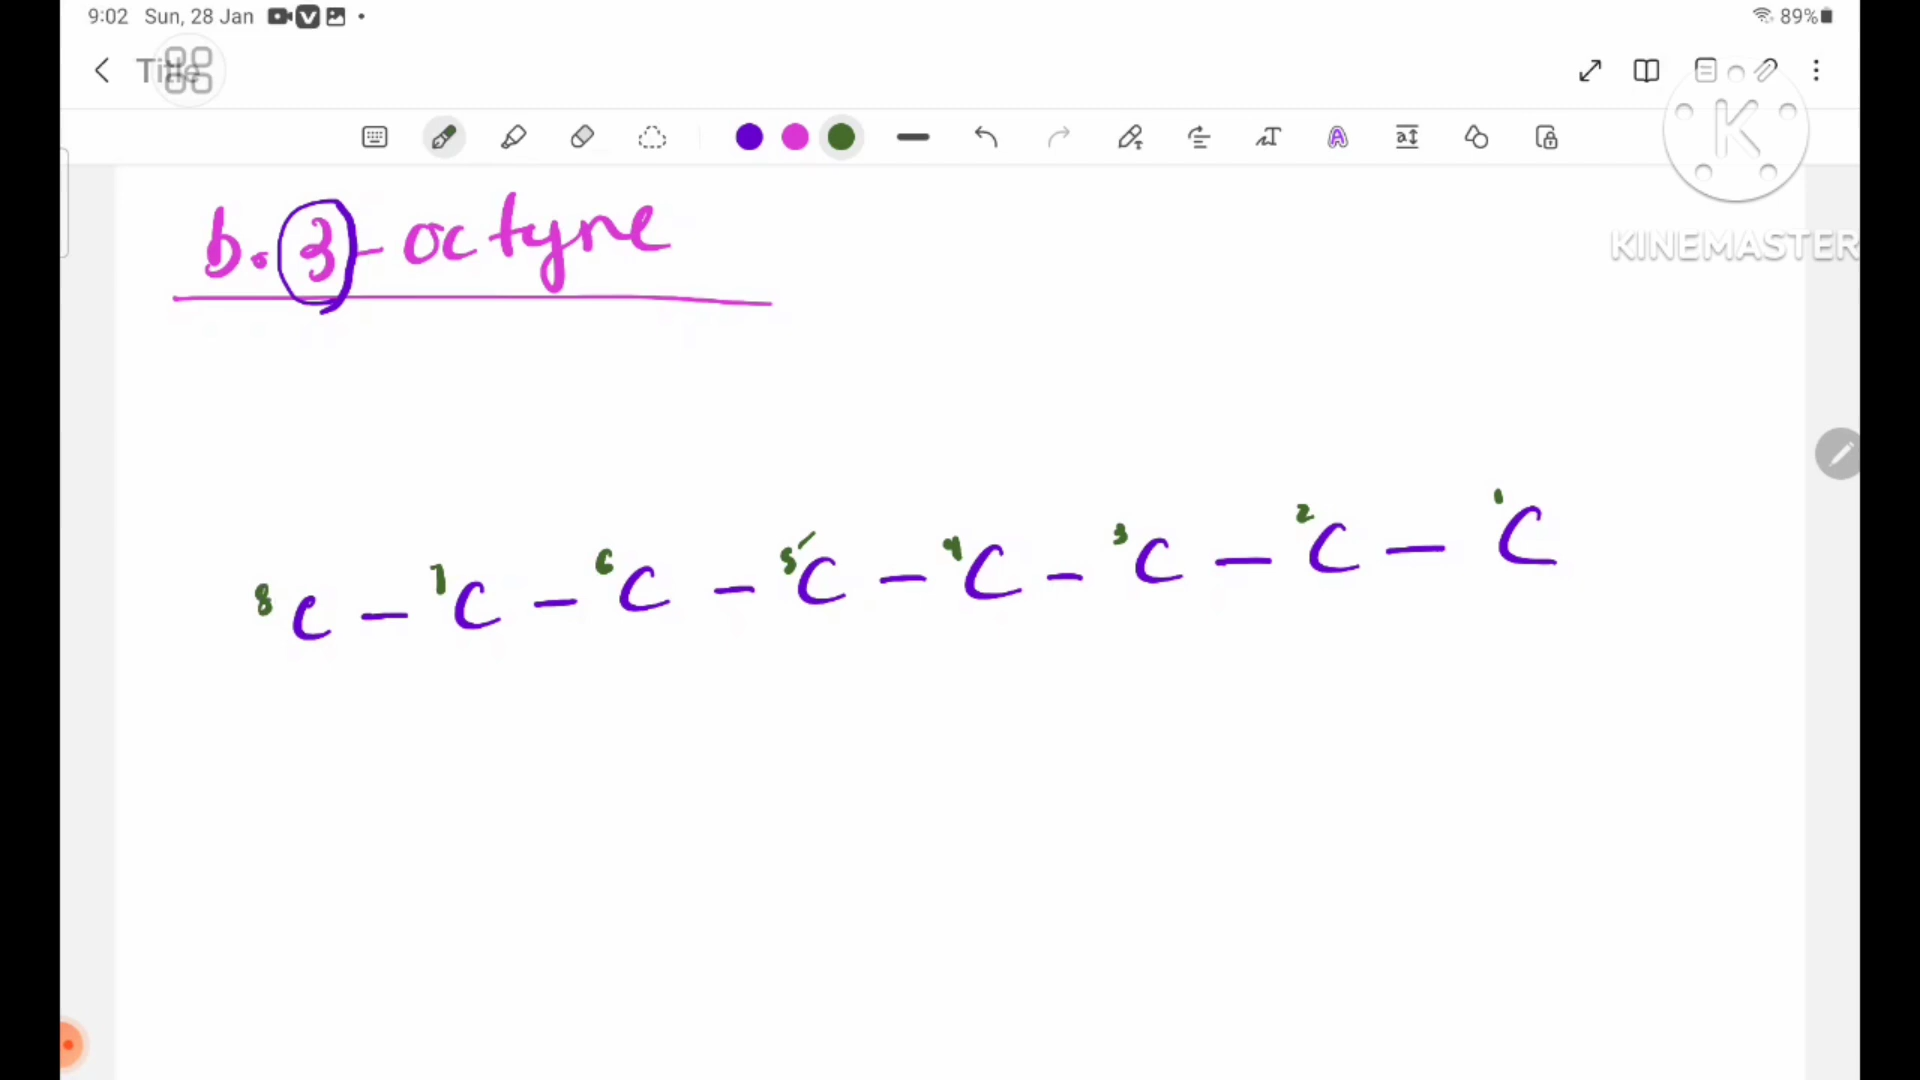 9:02 Sun, 28 Jan V 89%
Title
K
KINEMASTER
b. 3 - octyne
8C - 7C - 6C - 5C - 4C - 3C - 2C - 1C